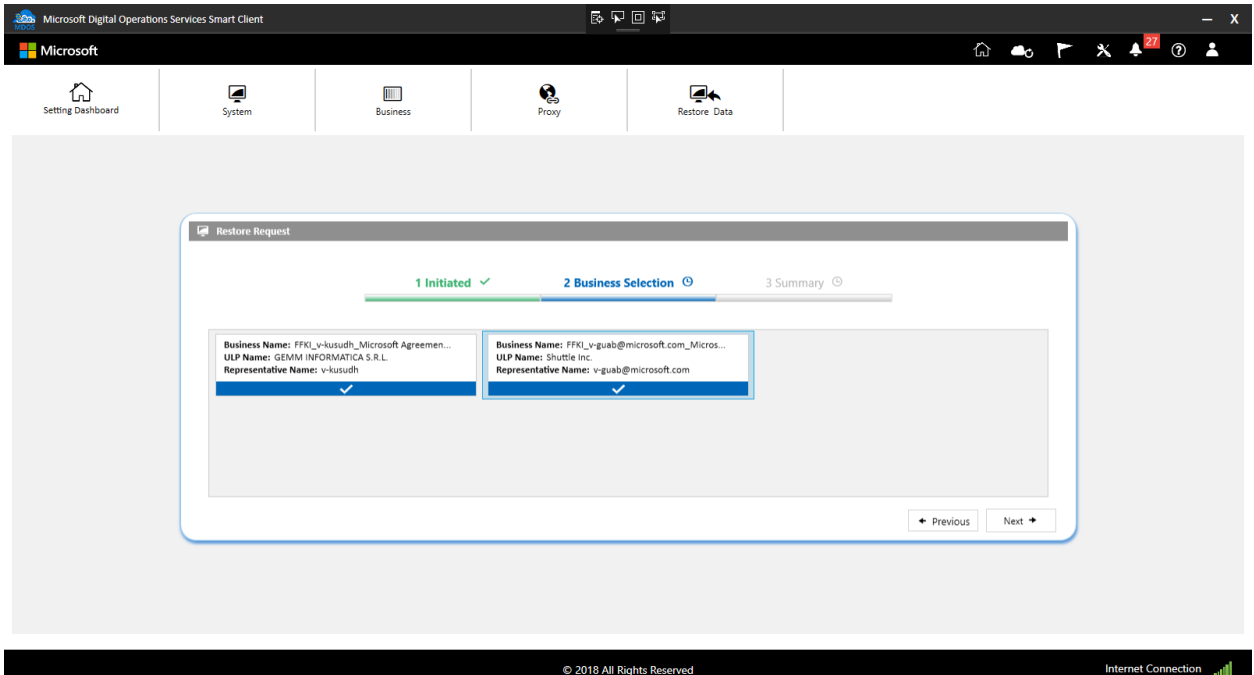 MDOS
Microsoft Digital Operations Services Smart Client
X
Microsoft
27
Setting Dashboard
System
Business
Proxy
Restore Data
Restore Request
1 Initiated
2 Business Selection
3 Summary
Business Name: FFKI_v-kusudh_Microsoft Agreemen...
ULP Name: GEMM INFORMATICA S.R.L.
Representative Name: v-kusudh
Business Name: FFKI_v-guab@microsoft.com_Micros...
ULP Name: Shuttle Inc.
Representative Name: v-guab@microsoft.com
Previous
Next
© 2018 All Rights Reserved
Internet Connection